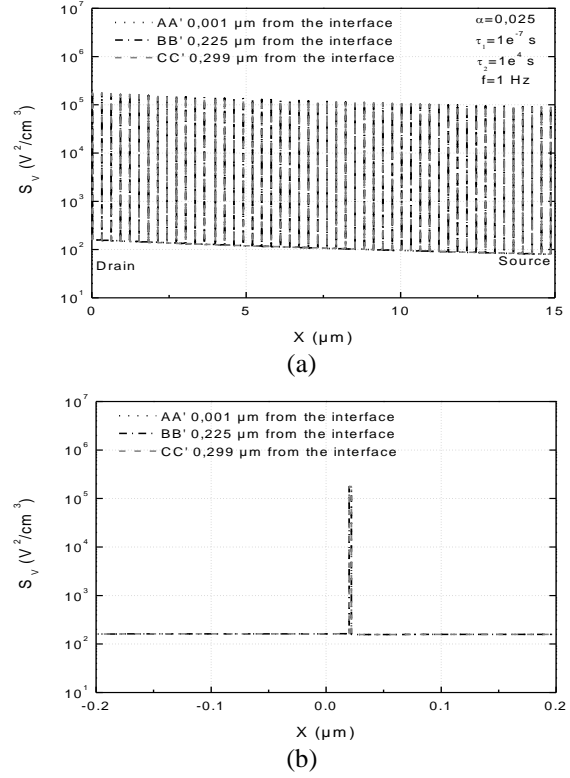 10^7
AA' 0,001 µm from the interface
α=0,025
BB' 0,225 µm from the interface
τ_1=1e^-7 s
10^6
CC' 0,299 µm from the interface
τ_2=1e^4 s
f=1 Hz
10^5
10^4
10^3
10^2
10^1
S_V (V^2/cm^3)
Drain
Source
0 5 10 15
X (µm)
(a)
10^7
AA' 0,001 µm from the interface
BB' 0,225 µm from the interface
10^6
CC' 0,299 µm from the interface
10^5
10^4
10^3
10^2
10^1
S_V (V^2/cm^3)
-0.2 -0.1 0.0 0.1 0.2
X (µm)
(b)